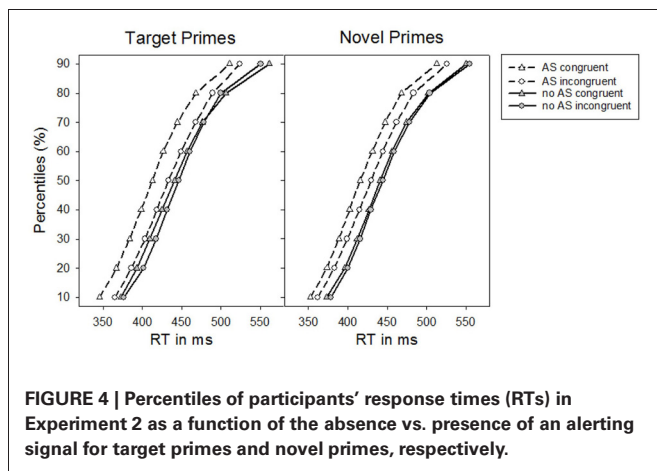 Target Primes
Novel Primes
90
80
70
60
50
40
30
20
10
Percentiles (%)
350 400 450 500 550
RT in ms
350 400 450 500 550
RT in ms
AS congruent
AS incongruent
no AS congruent
no AS incongruent
FIGURE 4 | Percentiles of participants’ response times (RTs) in
Experiment 2 as a function of the absence vs. presence of an alerting
signal for target primes and novel primes, respectively.